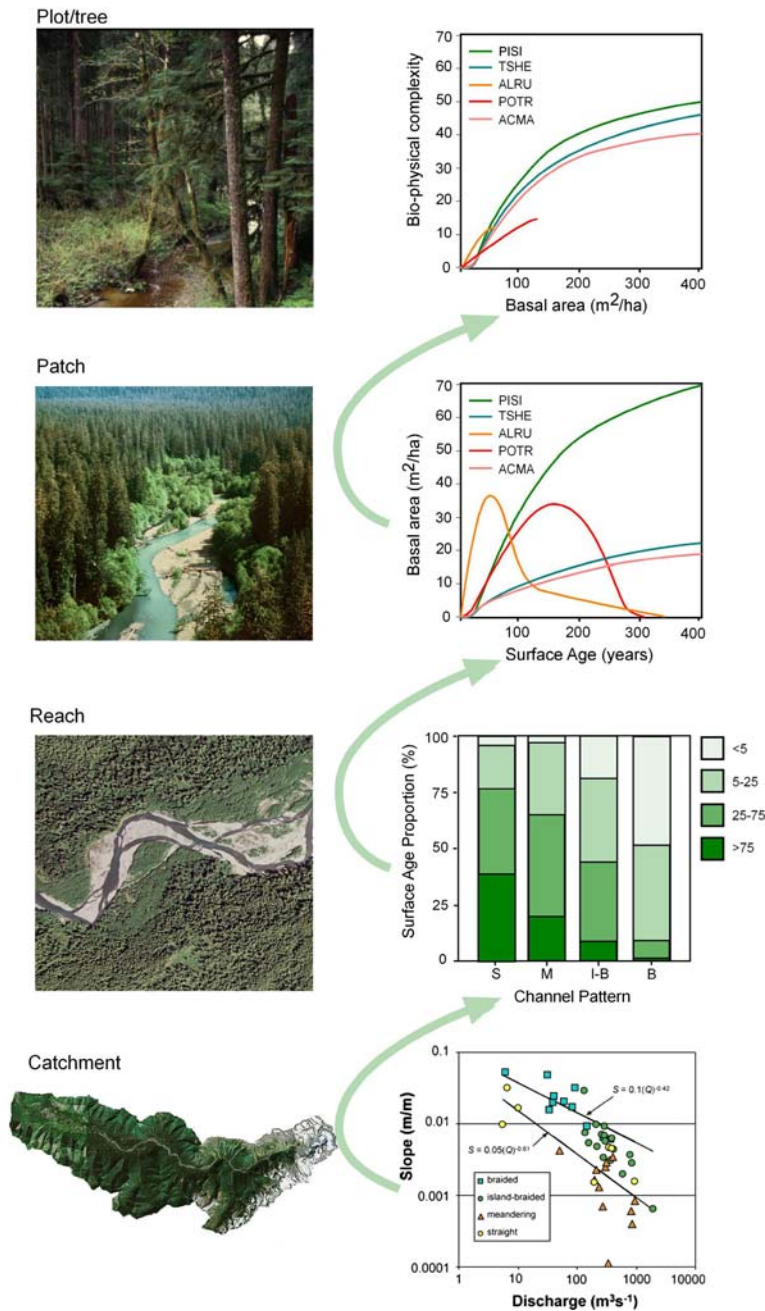 Plot/tree
Bio-physical complexity
70
60
50
40
30
20
10
0
PISI
TSHE
ALRU
POTR
ACMA
100 200 300 400
Basal area (m2/ha)
Patch
Basal area (m2/ha)
70
60
50
40
30
20
10
0
PISI
TSHE
ALRU
POTR
ACMA
100 200 300 400
Surface Age (years)
Reach
Surface Age Proportion (%)
100
75
50
25
0
<5
5-25
25-75
>75
S M I-B B
Channel Pattern
Catchment
Slope (m/m)
0.1
0.01
0.001
0.0001
S = 0.1(Q)-0.42
S = 0.05(Q)-0.61
braided
island-braided
meandering
straight
1 10 100 1000 10000
Discharge (m3s-1)